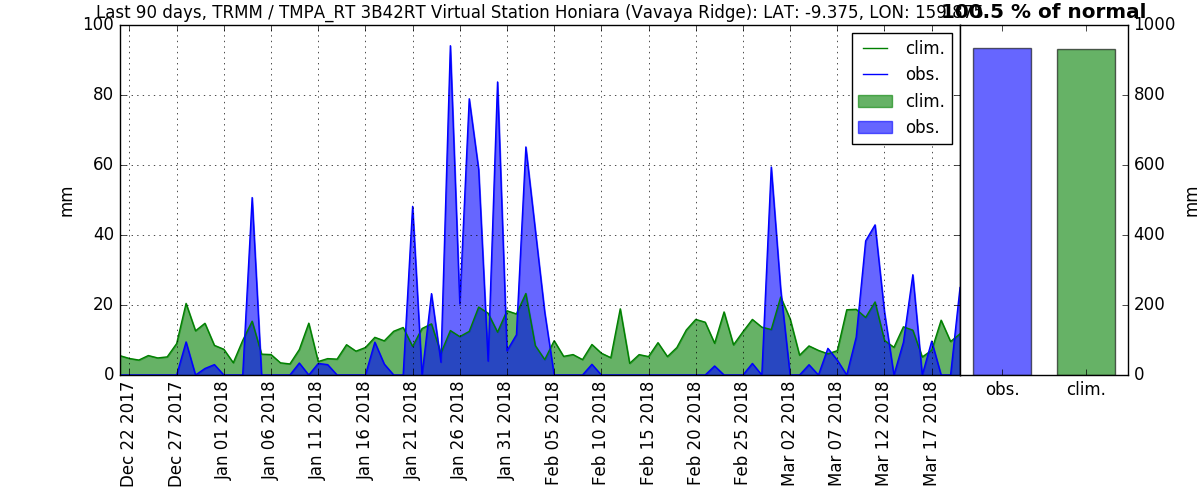 Last 90 days, TRMM / TMPA_RT 3B42RT Virtual Station Honiara (Vavaya Ridge): LAT: -9.375, LON: 159.875
100.5 % of normal
100
80
60
40
20
0
mm
clim.
obs.
clim.
obs.
1000
800
600
400
200
0
mm
obs.
clim.
Dec 22 2017
Dec 27 2017
Jan 01 2018
Jan 06 2018
Jan 11 2018
Jan 16 2018
Jan 21 2018
Jan 26 2018
Jan 31 2018
Feb 05 2018
Feb 10 2018
Feb 15 2018
Feb 20 2018
Feb 25 2018
Mar 02 2018
Mar 07 2018
Mar 12 2018
Mar 17 2018